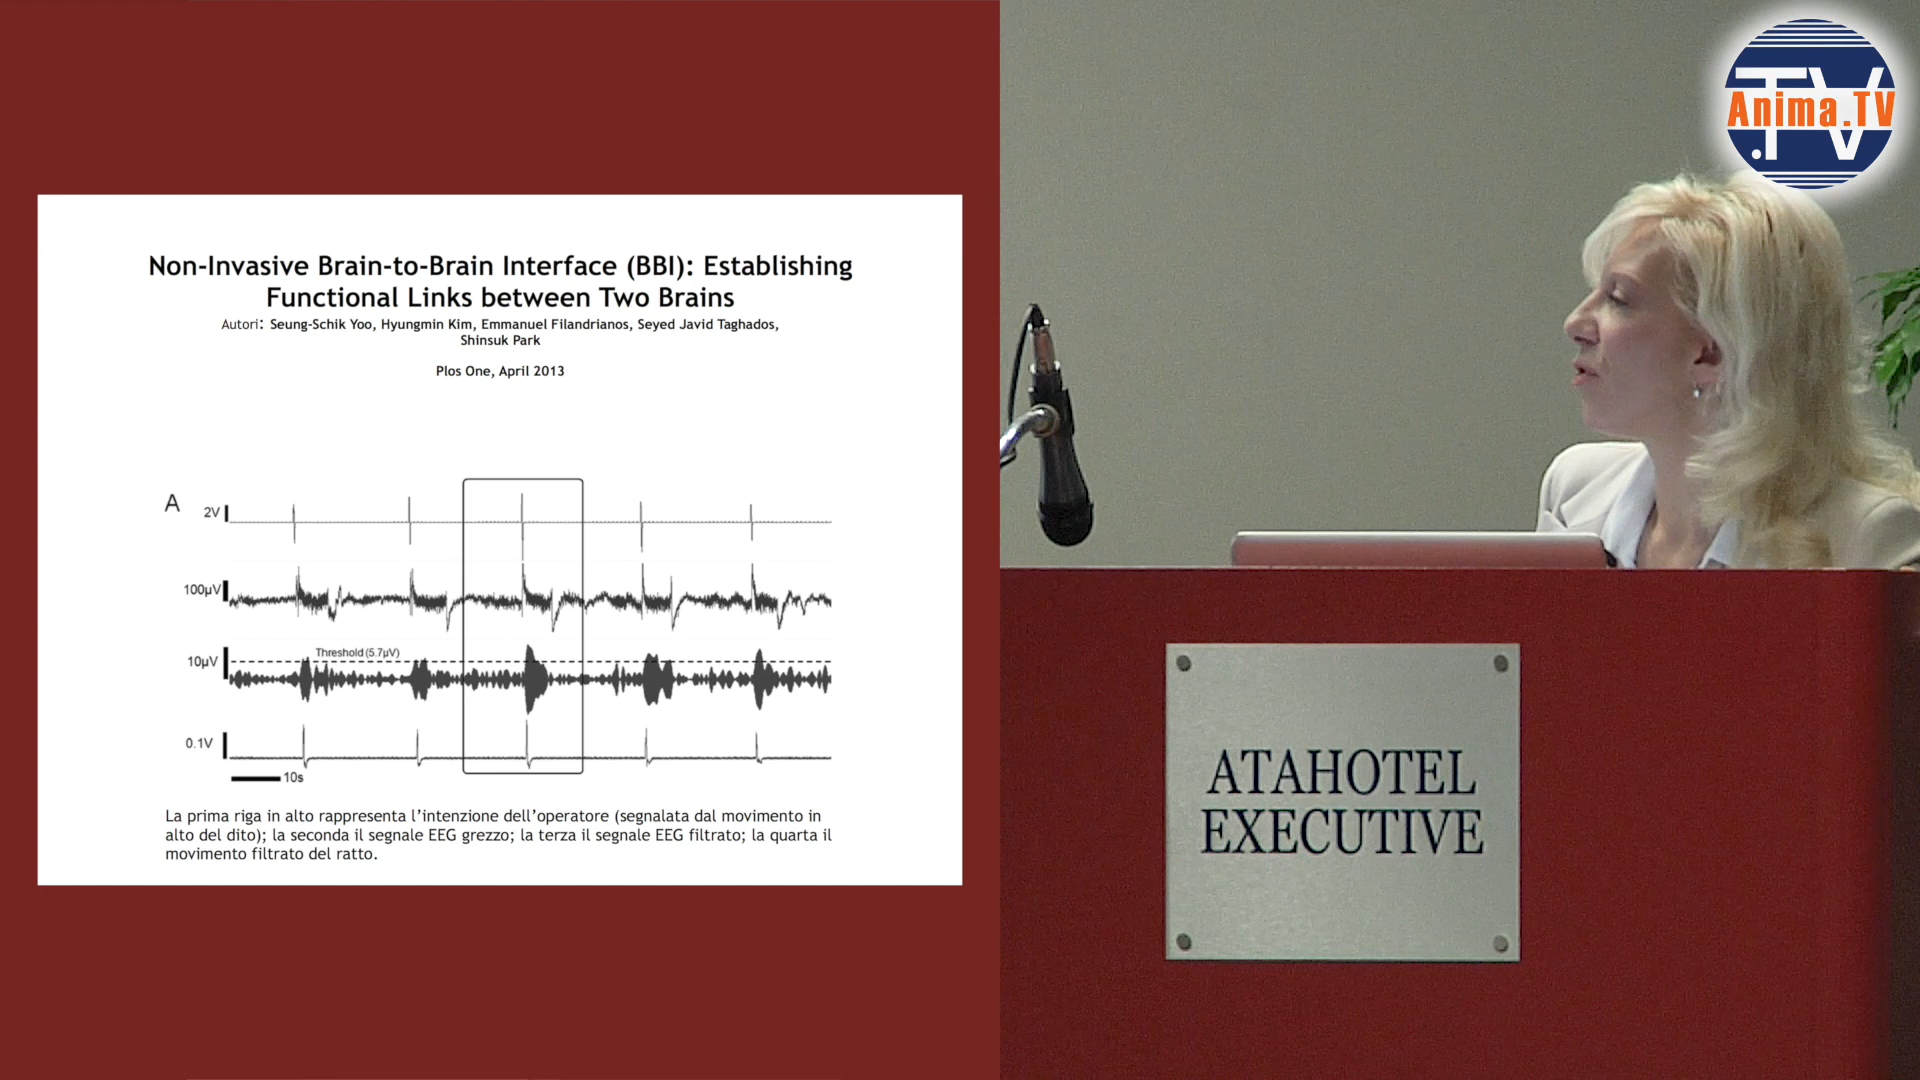 Non-Invasive Brain-to-Brain Interface (BBI): Establishing
Functional Links between Two Brains
Autori: Seung-Schik Yoo, Hyungmin Kim, Emmanuel Filandrianos, Seyed Javid Taghados,
Shinsuk Park
Plos One, April 2013
A
2V
100µV
Threshold (5.7µV)
10µV
0.1V
10s
La prima riga in alto rappresenta l'intenzione dell'operatore (segnalata dal movimento in
alto del dito); la seconda il segnale EEG grezzo; la terza il segnale EEG filtrato; la quarta il
movimento filtrato del ratto.
TV
Anima.TV
.TV
ATAHOTEL
EXECUTIVE